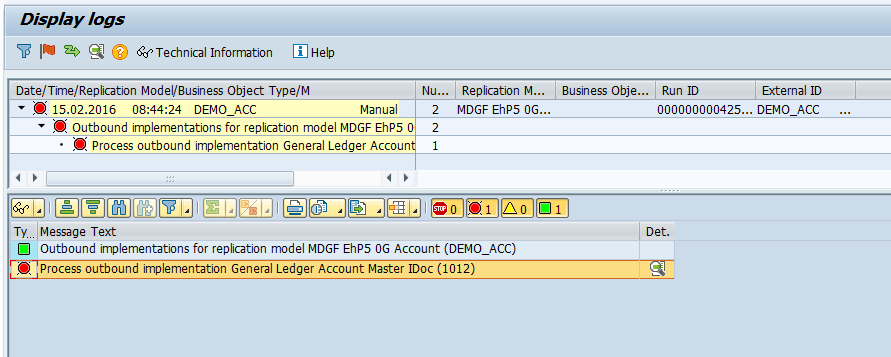 Display logs
Technical Information Help
Date/Time/Replication Model/Business Object Type/M Nu... Replication M... Business Obje... Run ID External ID
15.02.2016 08:44:24 DEMO_ACC Manual 2 MDGF EhP5 0G... 000000000425... DEMO_ACC ...
Outbound implementations for replication model MDGF EhP5 0 2
Process outbound implementation General Ledger Account 1
STOP 0 1 0 1
Ty... Message Text Det.
Outbound implementations for replication model MDGF EhP5 0G Account (DEMO_ACC)
Process outbound implementation General Ledger Account Master IDoc (1012)